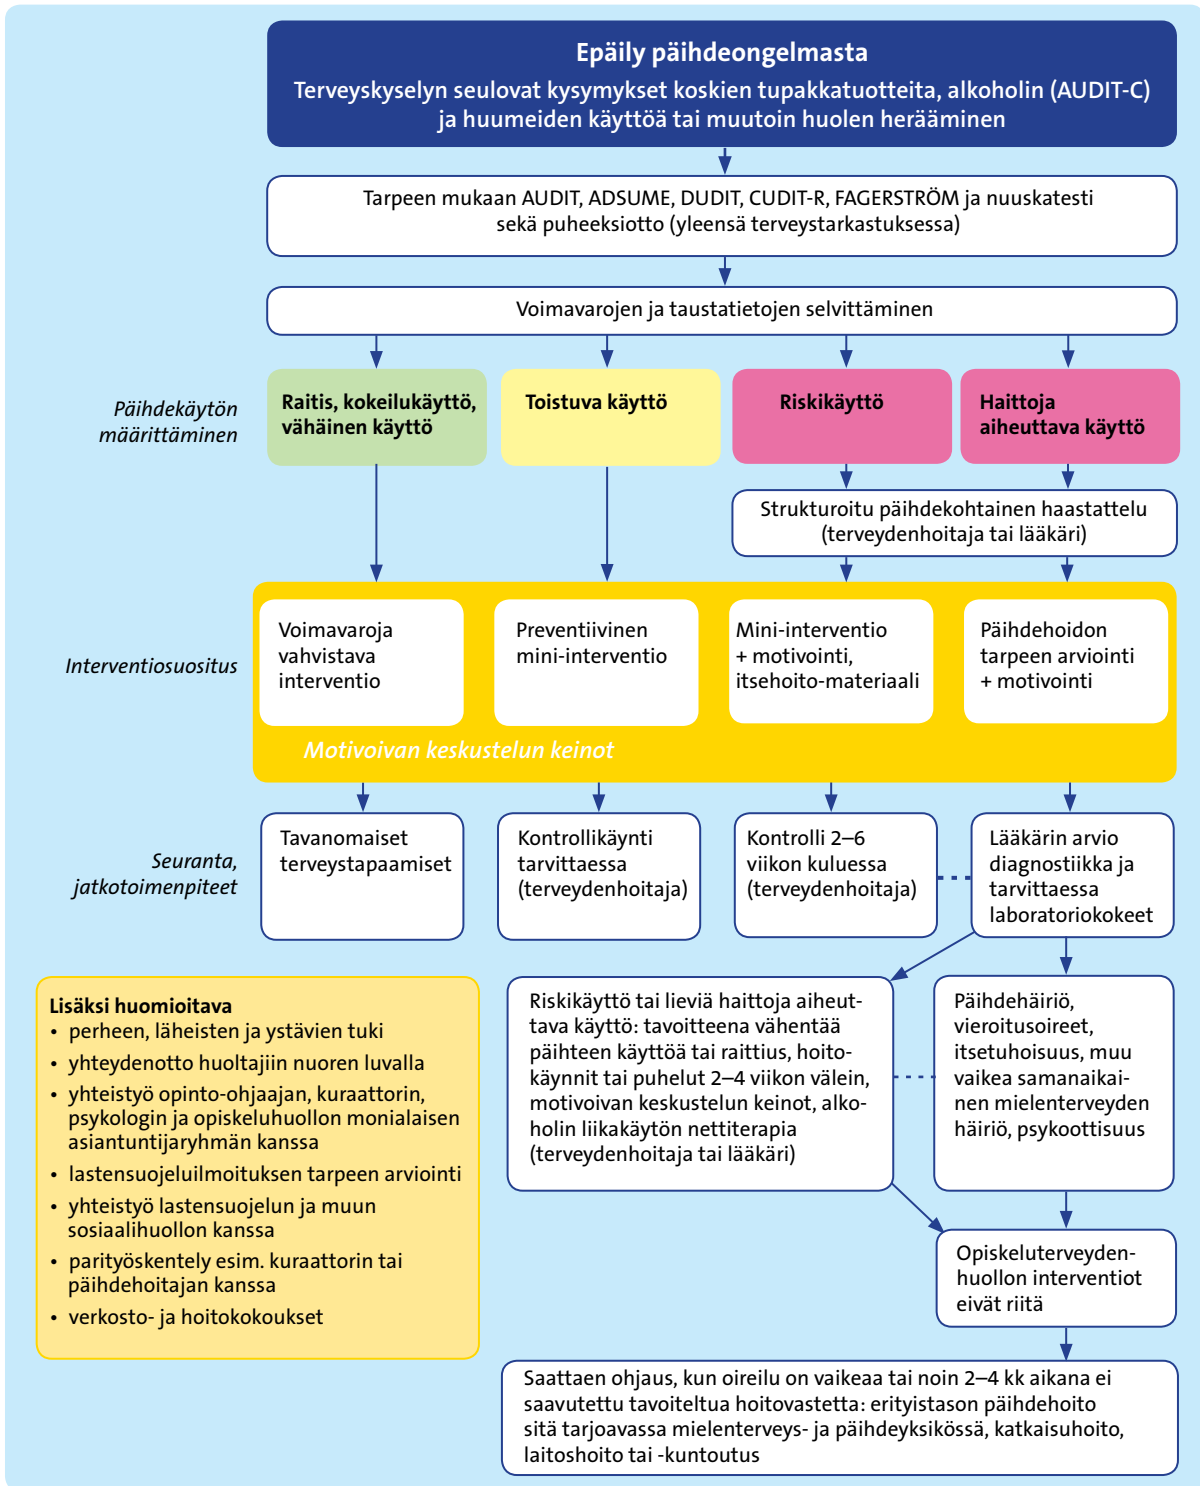 Epäily päihdeongelmasta
Terveyskyselyn seulovat kysymykset koskien tupakkatuotteita, alkoholin (AUDIT-C)
ja huumeiden käyttöä tai muutoin huolen herääminen
Tarpeen mukaan AUDIT, ADSUME, DUDIT, CUDIT-R, FAGERSTRÖM ja nuuskatesti
sekä puheeksiotto (yleensä terveystarkastuksessa)
Voimavarojen ja taustatietojen selvittäminen
Päihdekäytön
määrittäminen
Raitis, kokeilukäyttö,
vähäinen käyttö
Toistuva käyttö
Riskikäyttö
Haittoja
aiheuttava käyttö
Strukturoitu päihdekohtainen haastattelu
(terveydenhoitaja tai lääkäri)
Interventiosuositus
Voimavaroja
vahvistava
interventio
Preventiivinen
mini-interventio
Mini-interventio
+ motivointi,
itsehoito-materiaali
Päihdehoidon
tarpeen arviointi
+ motivointi
Motivoivan keskustelun keinot
Seuranta,
jatkotoimenpiteet
Tavanomaiset
terveystapaamiset
Kontrollikäynti
tarvittaessa
(terveydenhoitaja)
Kontrolli 2–6
viikon kuluessa
(terveydenhoitaja)
Lääkärin arvio
diagnostiikka ja
tarvittaessa
laboratoriokokeet
Lisäksi huomioitava
• perheen, läheisten ja ystävien tuki
• yhteydenotto huoltajiin nuoren luvalla
• yhteistyö opinto-ohjaajan, kuraattorin,
psykologin ja opiskeluhuollon monialaisen
asiantuntijaryhmän kanssa
• lastensuojeluilmoituksen tarpeen arviointi
• yhteistyö lastensuojelun ja muun
sosiaalihuollon kanssa
• parityöskentely esim. kuraattorin tai
päihdehoitajan kanssa
• verkosto- ja hoitokokoukset
Riskikäyttö tai lieviä haittoja aiheut-
tava käyttö: tavoitteena vähentää
päihteen käyttöä tai raittius, hoito-
käynnit tai puhelut 2–4 viikon välein,
motivoivan keskustelun keinot, alko-
holin liikakäytön nettiterapia
(terveydenhoitaja tai lääkäri)
Päihdehäiriö,
vieroitusoireet,
itsetuhoisuus, muu
vaikea samanaikai-
nen mielenterveyden
häiriö, psykoottisuus
Opiskeluterveyden-
huollon interventiot
eivät riitä
Saattaen ohjaus, kun oireilu on vaikeaa tai noin 2–4 kk aikana ei
saavutettu tavoiteltua hoitovastetta: erityistason päihdehoito
sitä tarjoavassa mielenterveys- ja päihdeyksikössä, katkaisuhoito,
laitoshoito tai -kuntoutus